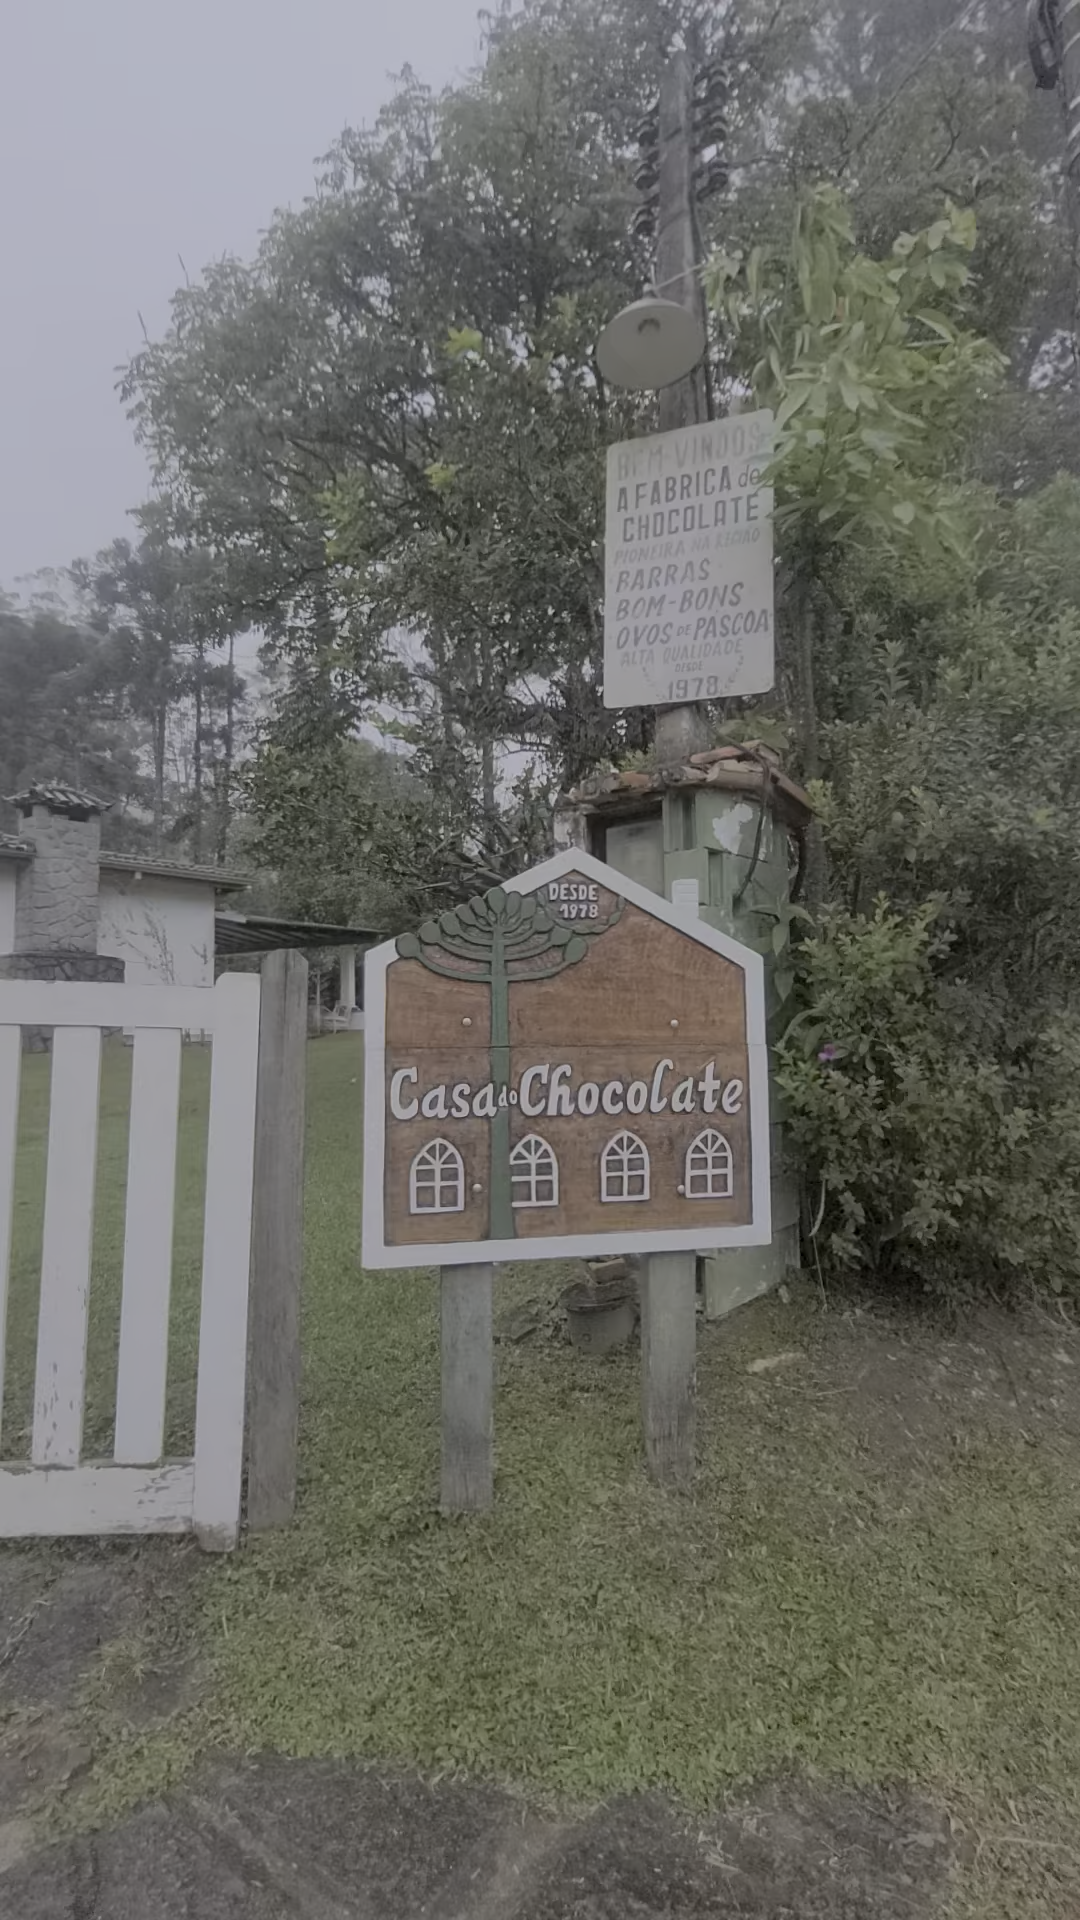 BEM-VINDOS
A FABRICA de
CHOCOLATE
PIONEIRA NA REGIÃO
BARRAS
BOM-BONS
OVOS DE PASCOA
ALTA QUALIDADE
DESDE
1978
DESDE
1978
Casa do Chocolate